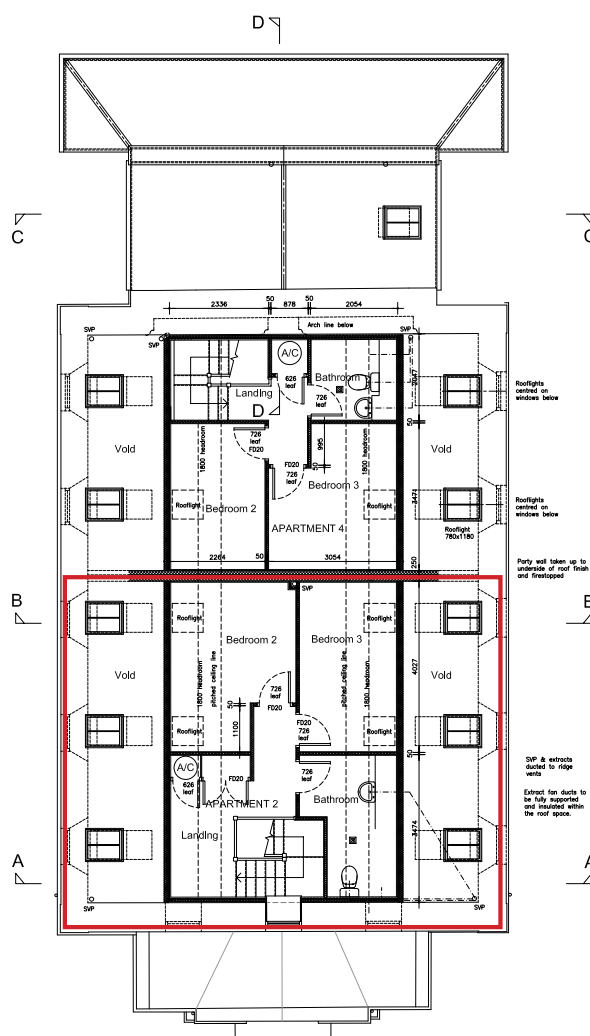 D
C
C
50
50
2336
878
2054
SVP
Arch line below
SVP
SVP
A/C
Landing
626
leaf
Bathroom
2047
Rooflights
centred on
windows below
D
726
leaf
FD20
726
leaf
50
Void
1800 headroom
995
1800 headroom
Void
FD20
50
726
leaf
Bedroom 3
3474
Rooflight
Bedroom 2
Rooflight
Rooflights
centred on
windows below
APARTMENT 4
Rooflight
780x1180
2264
50
3054
250
Party wall taken up to
underside of roof finish
and firestopped
B
B
SVP
Rooflight
Bedroom 2
Bedroom 3
Rooflight
Void
1800 headroom
pitched ceiling line
pitched ceiling line
1800 headroom
4027
Void
726
leaf
FD20
50
1100
Rooflight
FD20
726
leaf
Rooflight
50
A/C
626
leaf
FD20
726
leaf
SVP & extracts
ducted to ridge
vents
APARTMENT 2
Bathroom
Extract fan ducts to
be fully supported
and insulated within
the roof space.
Landing
3474
A
A
SVP
SVP